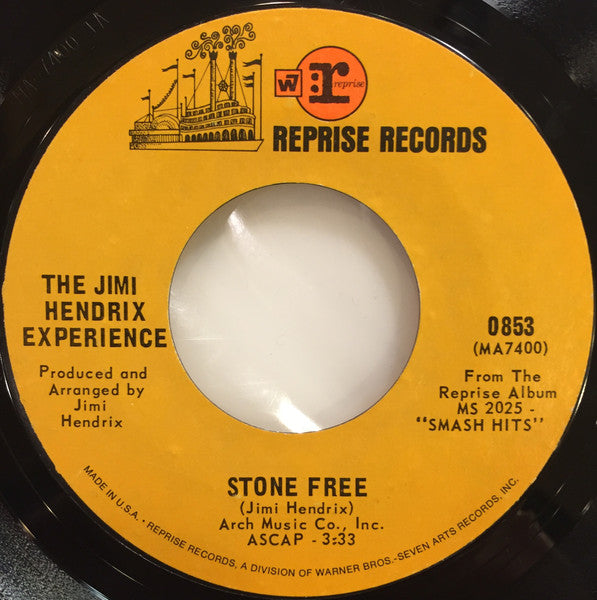 W7
r
reprise
REPRISE RECORDS
THE JIMI
HENDRIX
EXPERIENCE
Produced and
Arranged by
Jimi
Hendrix
0853
(MA7400)
From The
Reprise Album
MS 2025 -
"SMASH HITS"
STONE FREE
(Jimi Hendrix)
Arch Music Co., Inc.
ASCAP - 3:33
MADE IN U.S.A. • REPRISE RECORDS, A DIVISION OF WARNER BROS.-SEVEN ARTS RECORDS, INC.